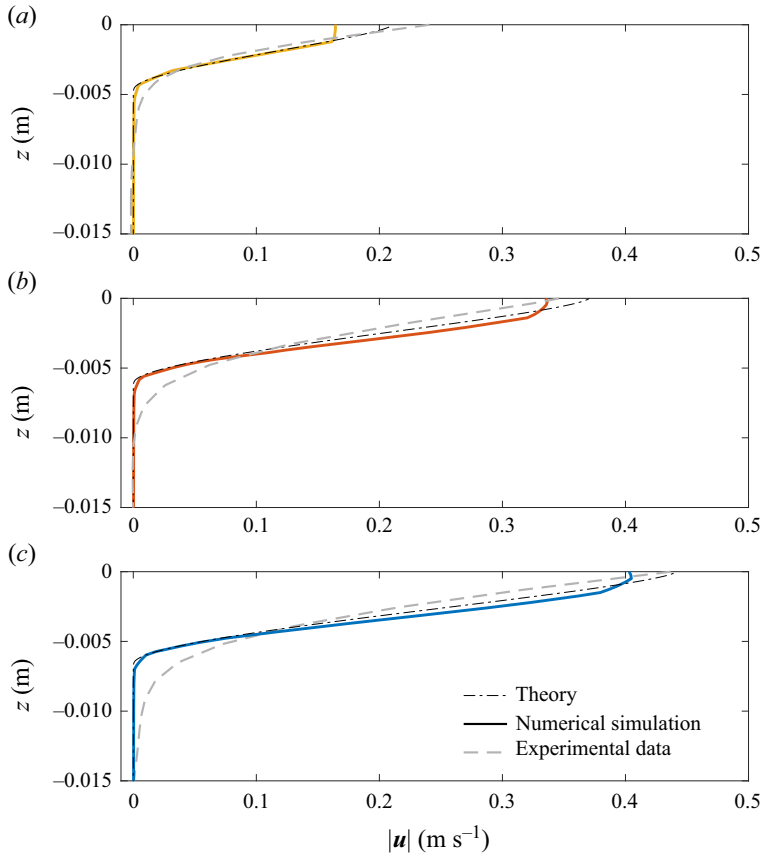 (a)
0
–0.005
–0.010
–0.015
z (m)
0 0.1 0.2 0.3 0.4 0.5
(b)
0
–0.005
–0.010
–0.015
z (m)
0 0.1 0.2 0.3 0.4 0.5
(c)
0
–0.005
–0.010
–0.015
z (m)
Theory
Numerical simulation
Experimental data
0 0.1 0.2 0.3 0.4 0.5
|u| (m s⁻¹)